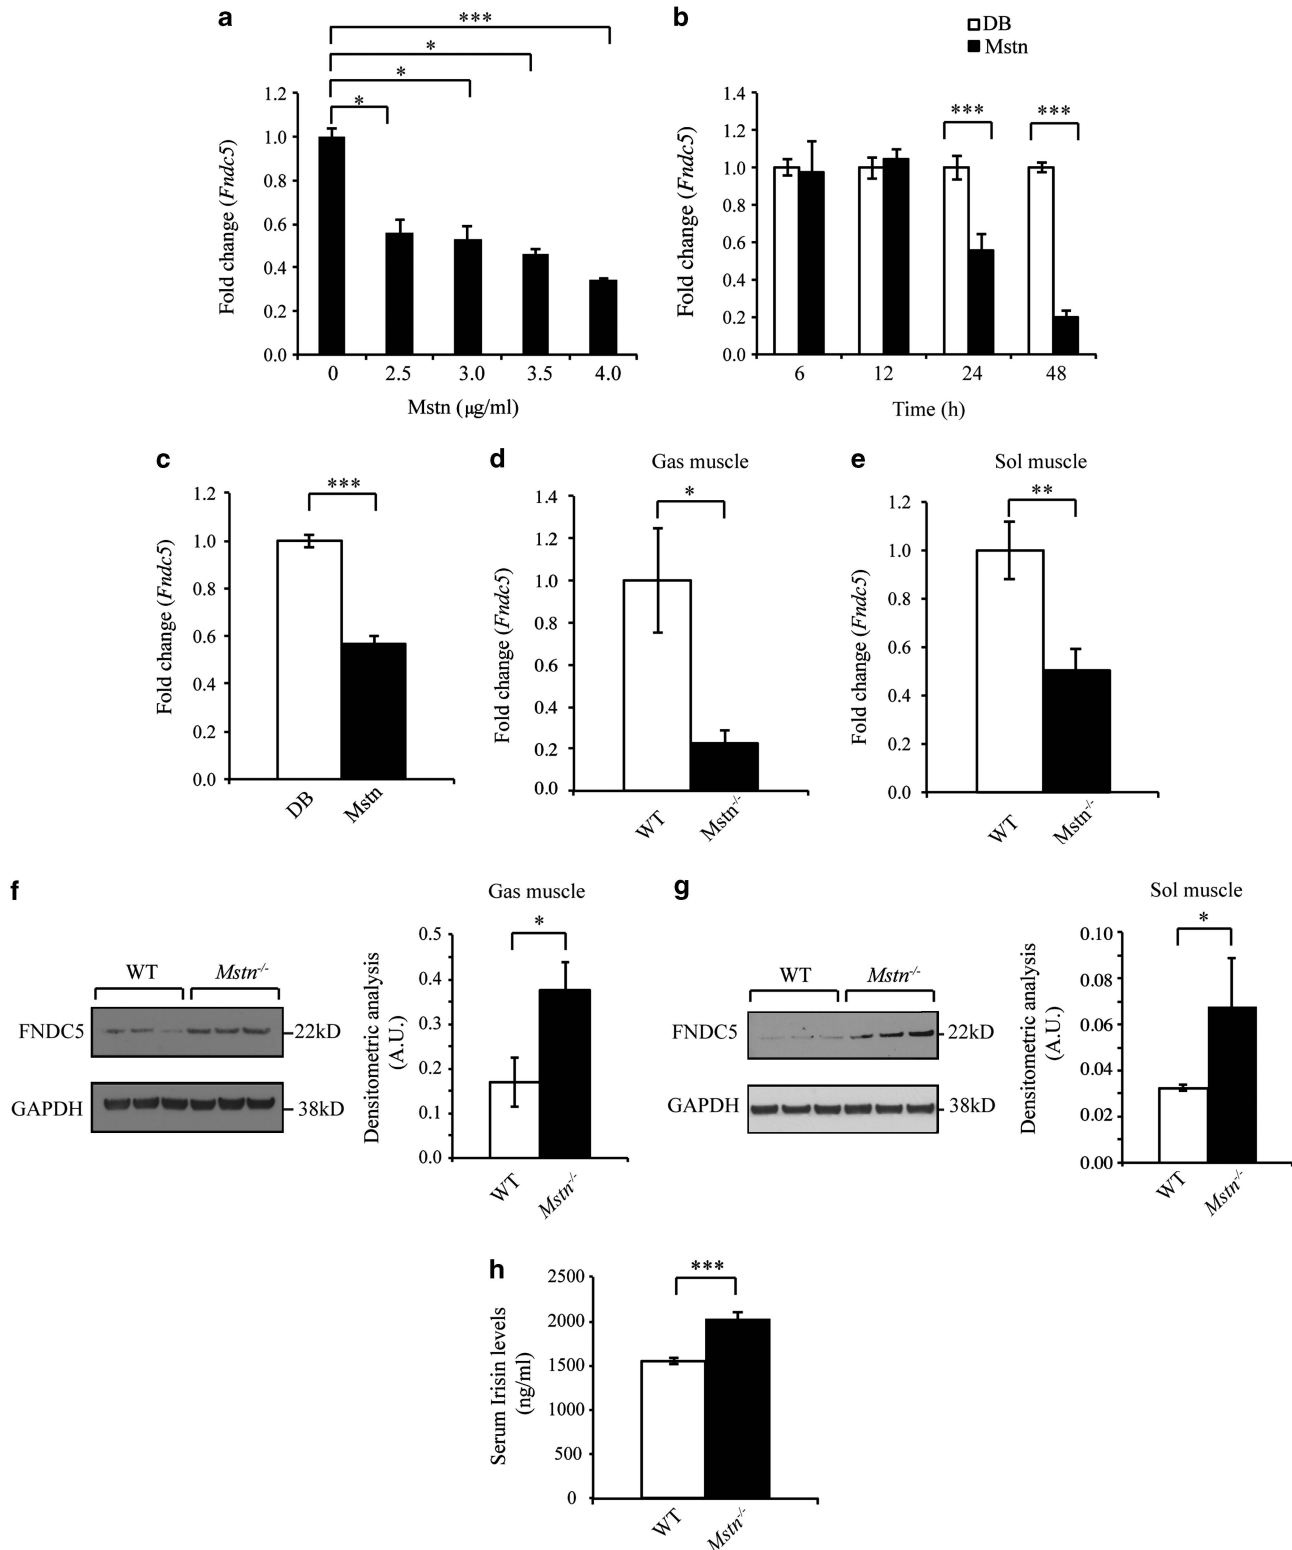 a
***
*
*
*
1.2
1.0
0.8
0.6
0.4
0.2
0.0
Fold change (Fndc5)
0 2.5 3.0 3.5 4.0
Mstn (µg/ml)
b
DB
Mstn
1.4
1.2
1.0
0.8
0.6
0.4
0.2
0.0
Fold change (Fndc5)
*** ***
6 12 24 48
Time (h)
c
***
1.2
1.0
0.8
0.6
0.4
0.2
0.0
Fold change (Fndc5)
DB Mstn
d
Gas muscle
*
1.4
1.2
1.0
0.8
0.6
0.4
0.2
0.0
Fold change (Fndc5)
WT Mstn-/-
e
Sol muscle
**
1.2
1.0
0.8
0.6
0.4
0.2
0.0
Fold change (Fndc5)
WT Mstn-/-
f
WT Mstn-/-
FNDC5 22kD
GAPDH 38kD
Gas muscle
*
0.5
0.4
0.3
0.2
0.1
0.0
Densitometric analysis
(A.U.)
WT Mstn-/-
g
WT Mstn-/-
FNDC5 22kD
GAPDH 38kD
Sol muscle
*
0.10
0.08
0.06
0.04
0.02
0.00
Densitometric analysis
(A.U.)
WT Mstn-/-
h
***
2500
2000
1500
1000
500
0
Serum Irisin levels
(ng/ml)
WT Mstn-/-